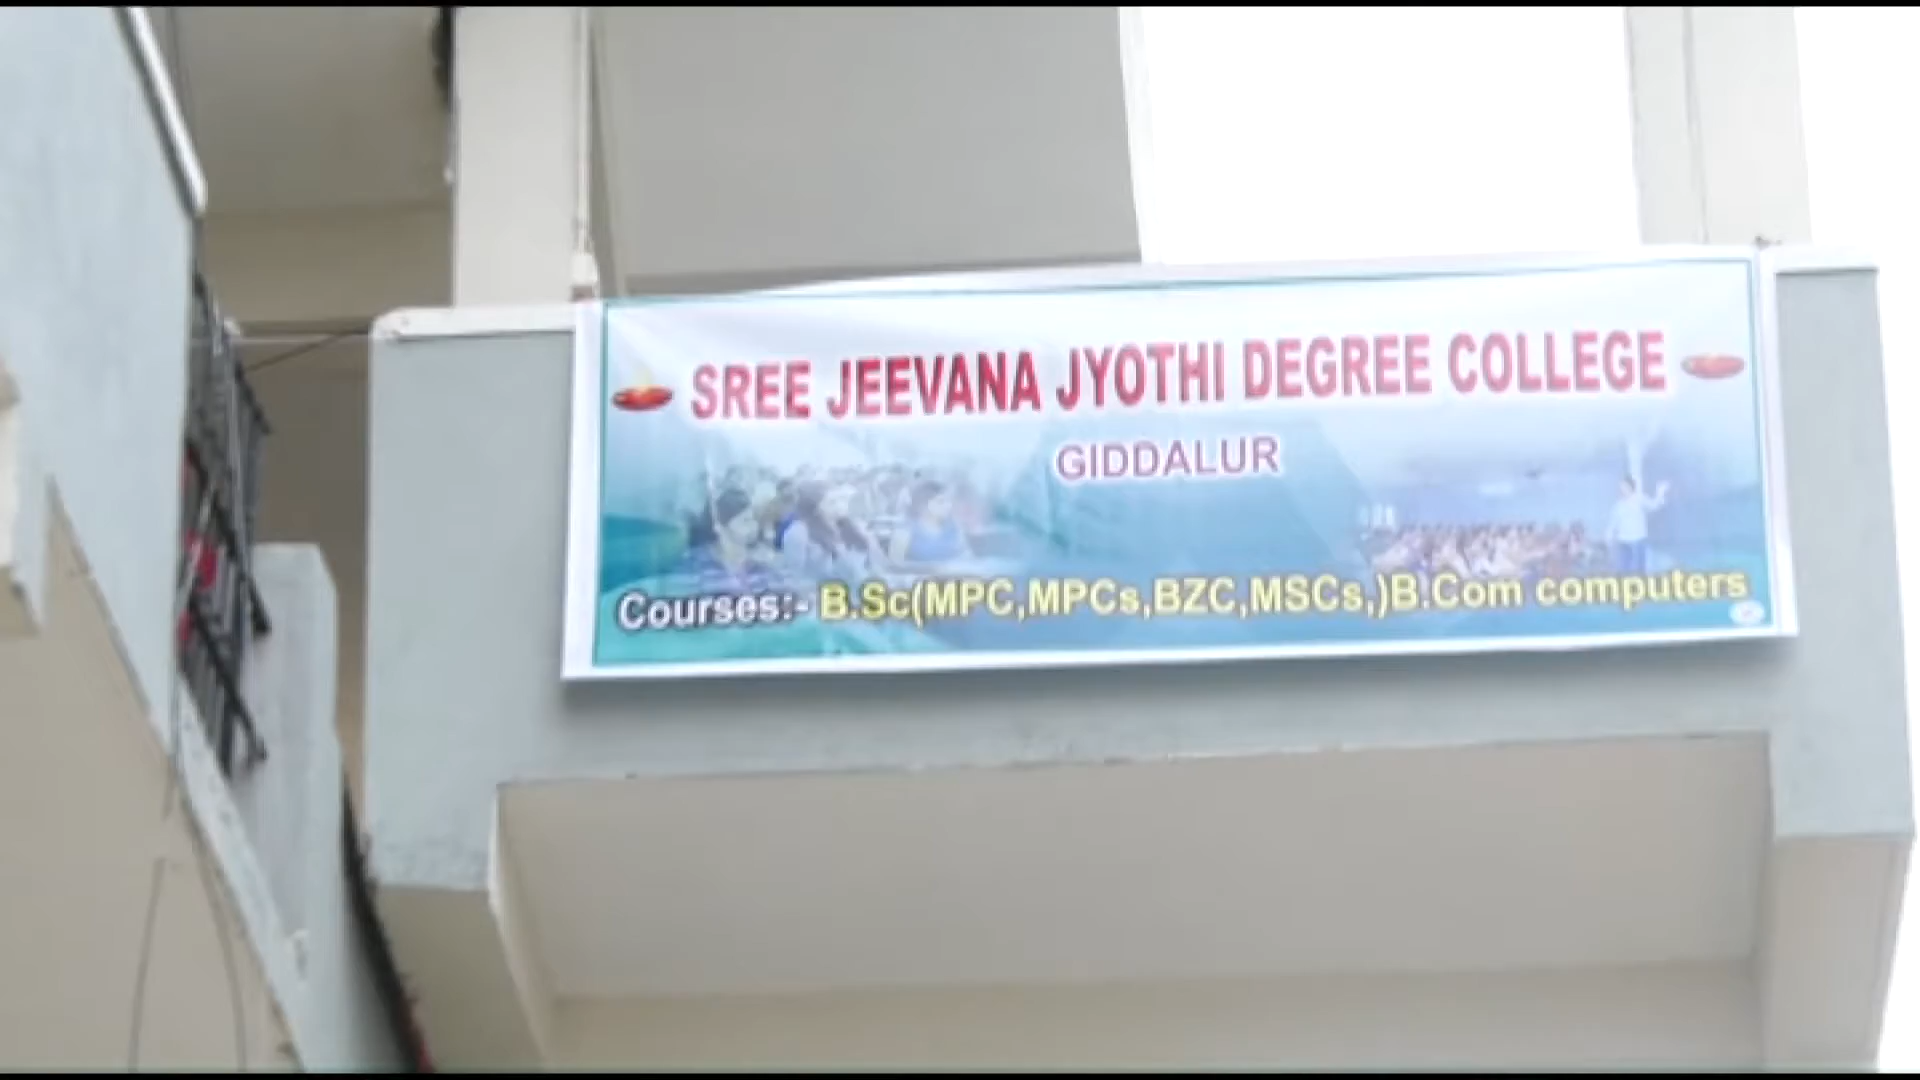 SREE JEEVANA JYOTHI DEGREE COLLEGE
GIDDALUR
Courses:- B.Sc(MPC,MPCs,BZC,MSCs,)B.Com computers